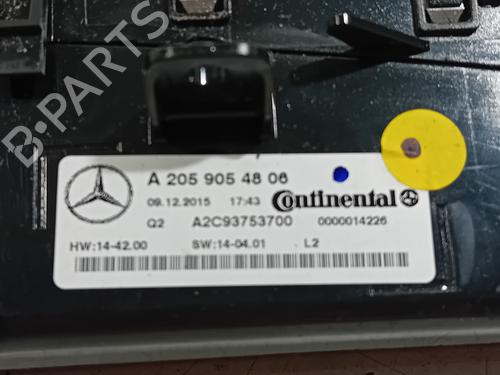 B-PARTS
A 205 905 48 06
09.12.2015 17:43 Continental
Q2 A2C93753700 0000014226
HW:14-42.00 SW:14-04.01 L2